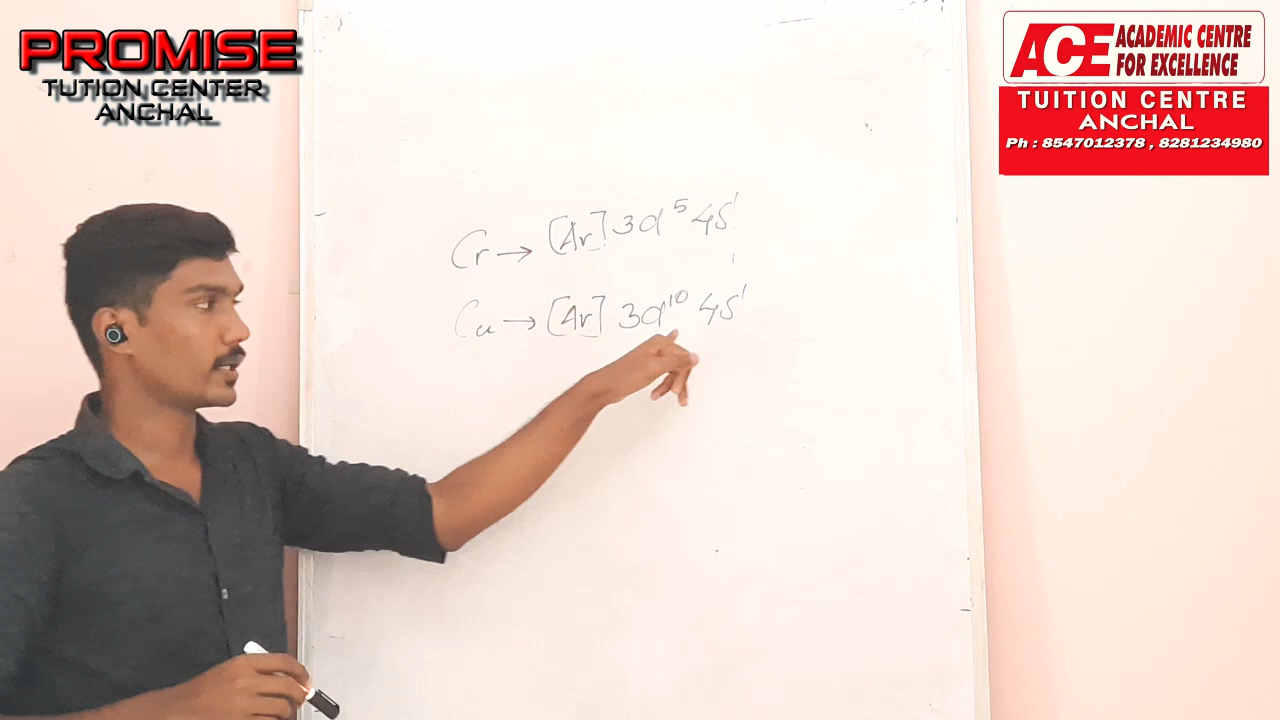 PROMISE
TUTION CENTER
ANCHAL
ACE ACADEMIC CENTRE
FOR EXCELLENCE
TUITION CENTRE
ANCHAL
Ph : 8547012378 , 8281234980
Cr → [Ar] 3d⁵ 4s¹
Cu → [Ar] 3d¹⁰ 4s¹